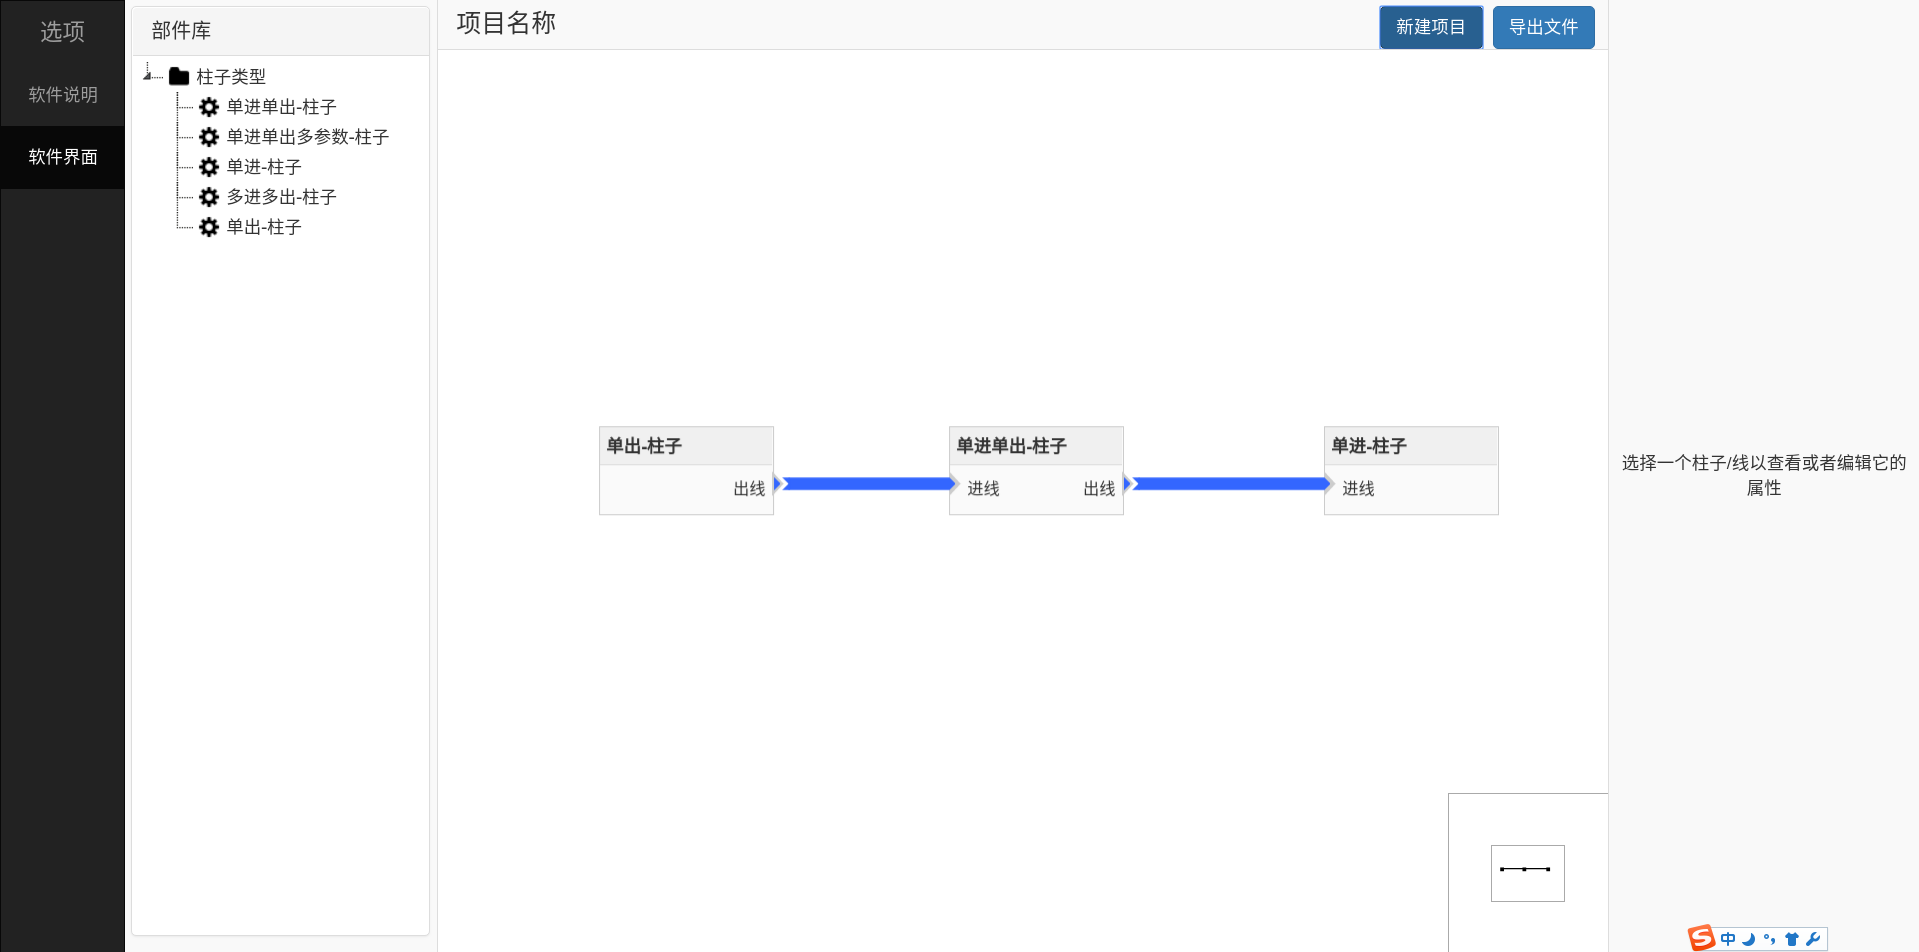 选项
软件说明
软件界面
部件库
柱子类型
单进单出-柱子
单进单出多参数-柱子
单进-柱子
多进多出-柱子
单出-柱子
项目名称
新建项目
导出文件
单出-柱子
出线
单进单出-柱子
进线 出线
单进-柱子
进线
选择一个柱子/线以查看或者编辑它的
属性
S中